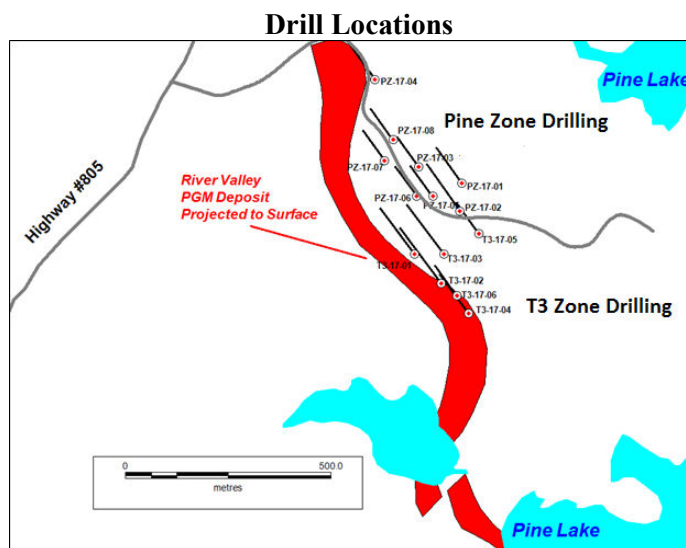 Drill Locations
Pine Lake
PZ-17-04
Pine Zone Drilling
PZ-17-08
PZ-17-03
PZ-17-07
PZ-17-01
River Valley
PGM Deposit
Projected to Surface
PZ-17-06
PZ-17-02
Highway #805
T3-17-05
T3-17-01
T3-17-03
T3-17-02
T3-17-06
T3 Zone Drilling
T3-17-04
0
500.0
metres
Pine Lake